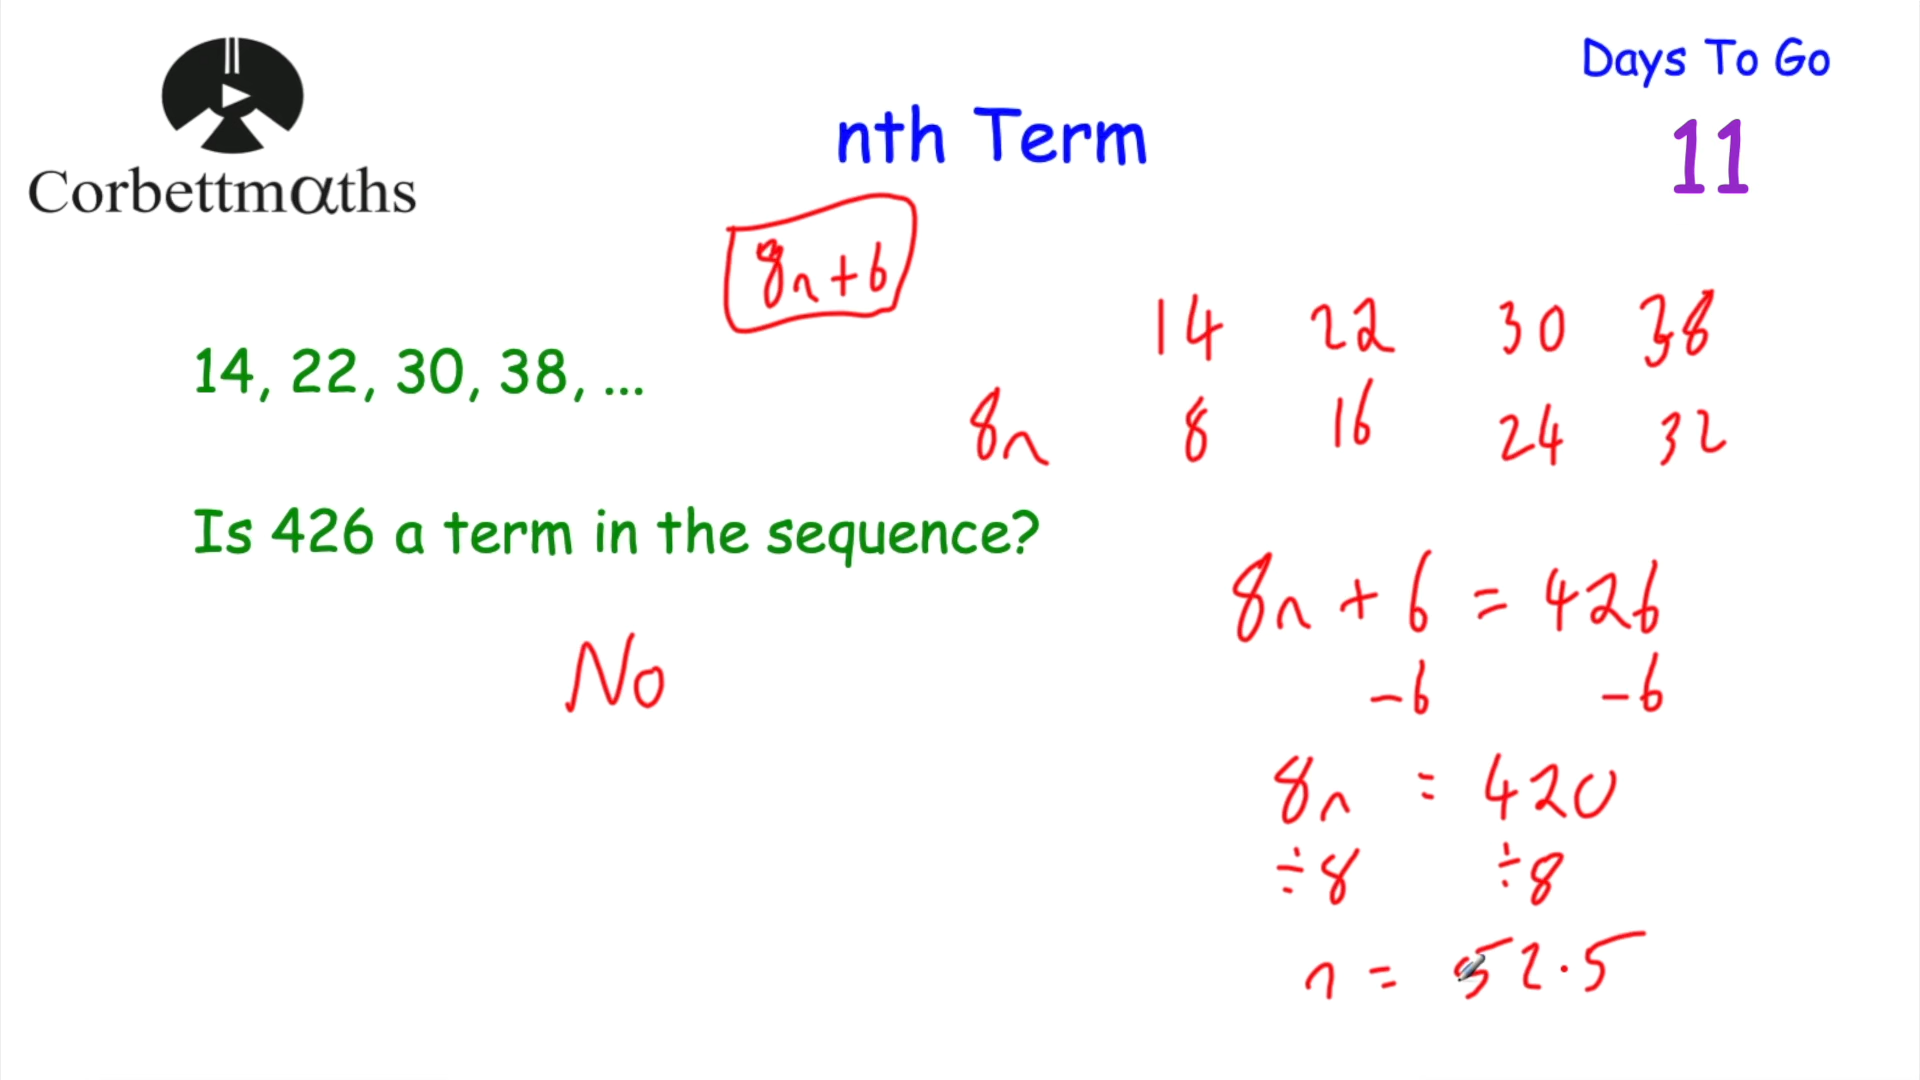 Days To Go
11
nth Term
Corbettmαths
8n+6
14 22 30 38
14, 22, 30, 38, ...
8n 8 16 24 32
Is 426 a term in the sequence?
8n + 6 = 426
No
-6 -6
8n = 420
÷8 ÷8
n = 52.5